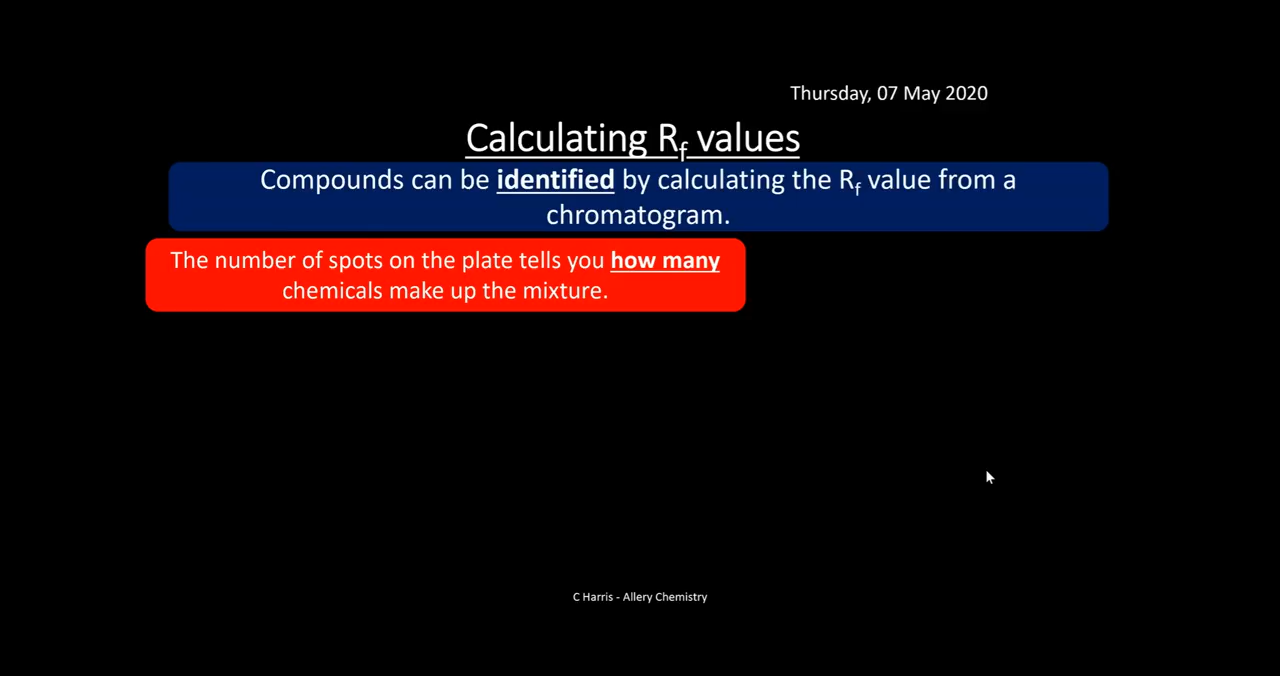 Thursday, 07 May 2020
Calculating Rf values
Compounds can be identified by calculating the Rf value from a
chromatogram.
The number of spots on the plate tells you how many
chemicals make up the mixture.
C Harris - Allery Chemistry